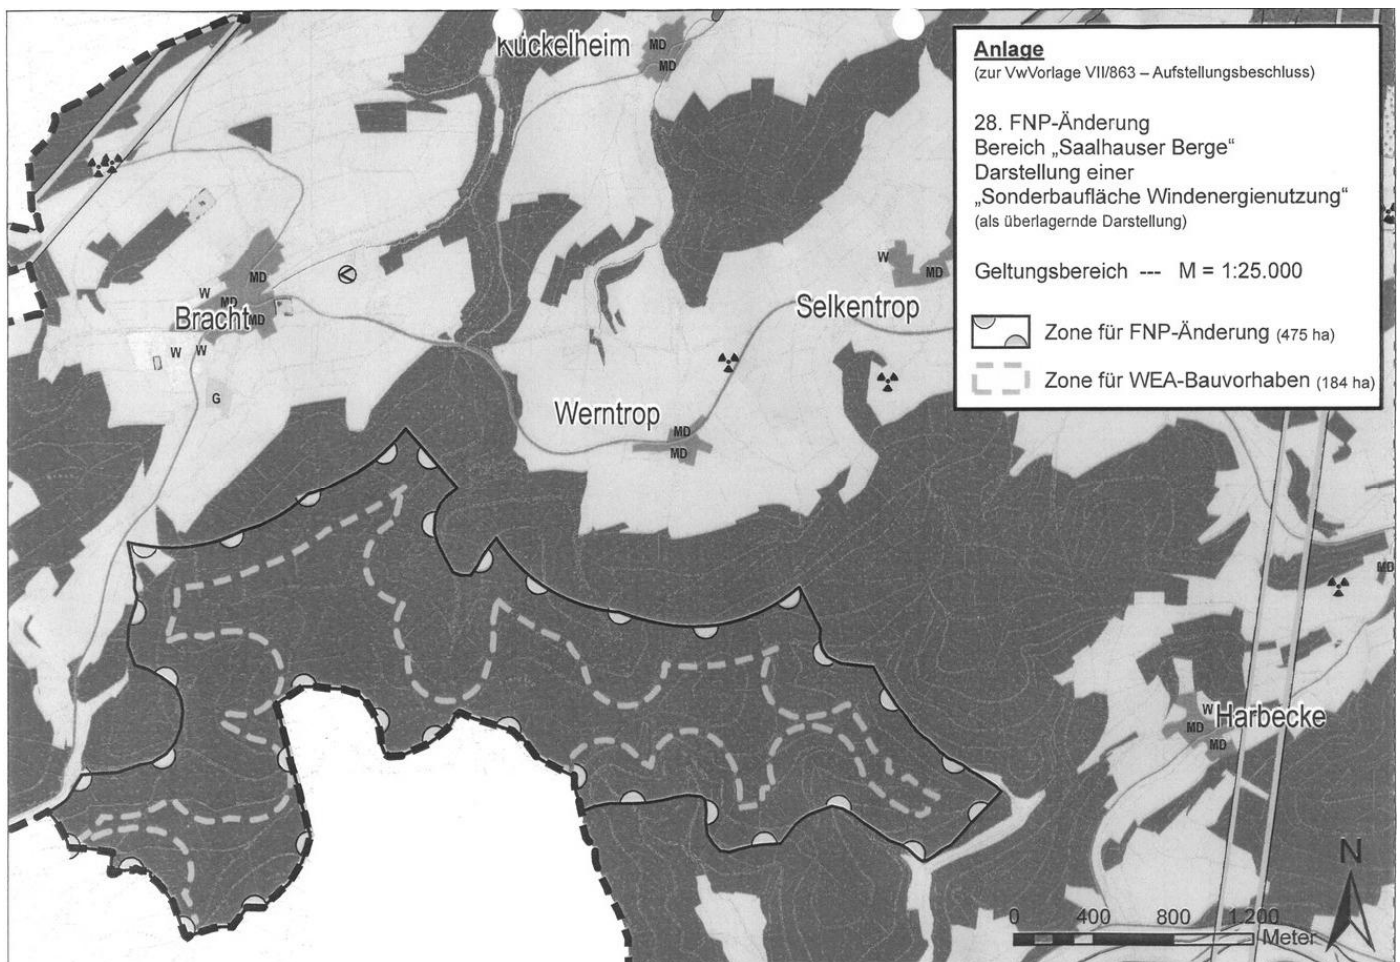 Kückelheim
MD
MD
Anlage
(zur VwVorlage VII/863 – Aufstellungsbeschluss)
28. FNP-Änderung
Bereich „Saalhauser Berge“
Darstellung einer
„Sonderbaufläche Windenergienutzung“
(als überlagernde Darstellung)
Geltungsbereich --- M = 1:25.000
Zone für FNP-Änderung (475 ha)
Zone für WEA-Bauvorhaben (184 ha)
W
MD
MD
W
MD
Bracht
MD
W
W
G
Selkentrop
Werntrop
MD
MD
MD
W
Harbecke
MD
MD
N
0 400 800 1.200
Meter